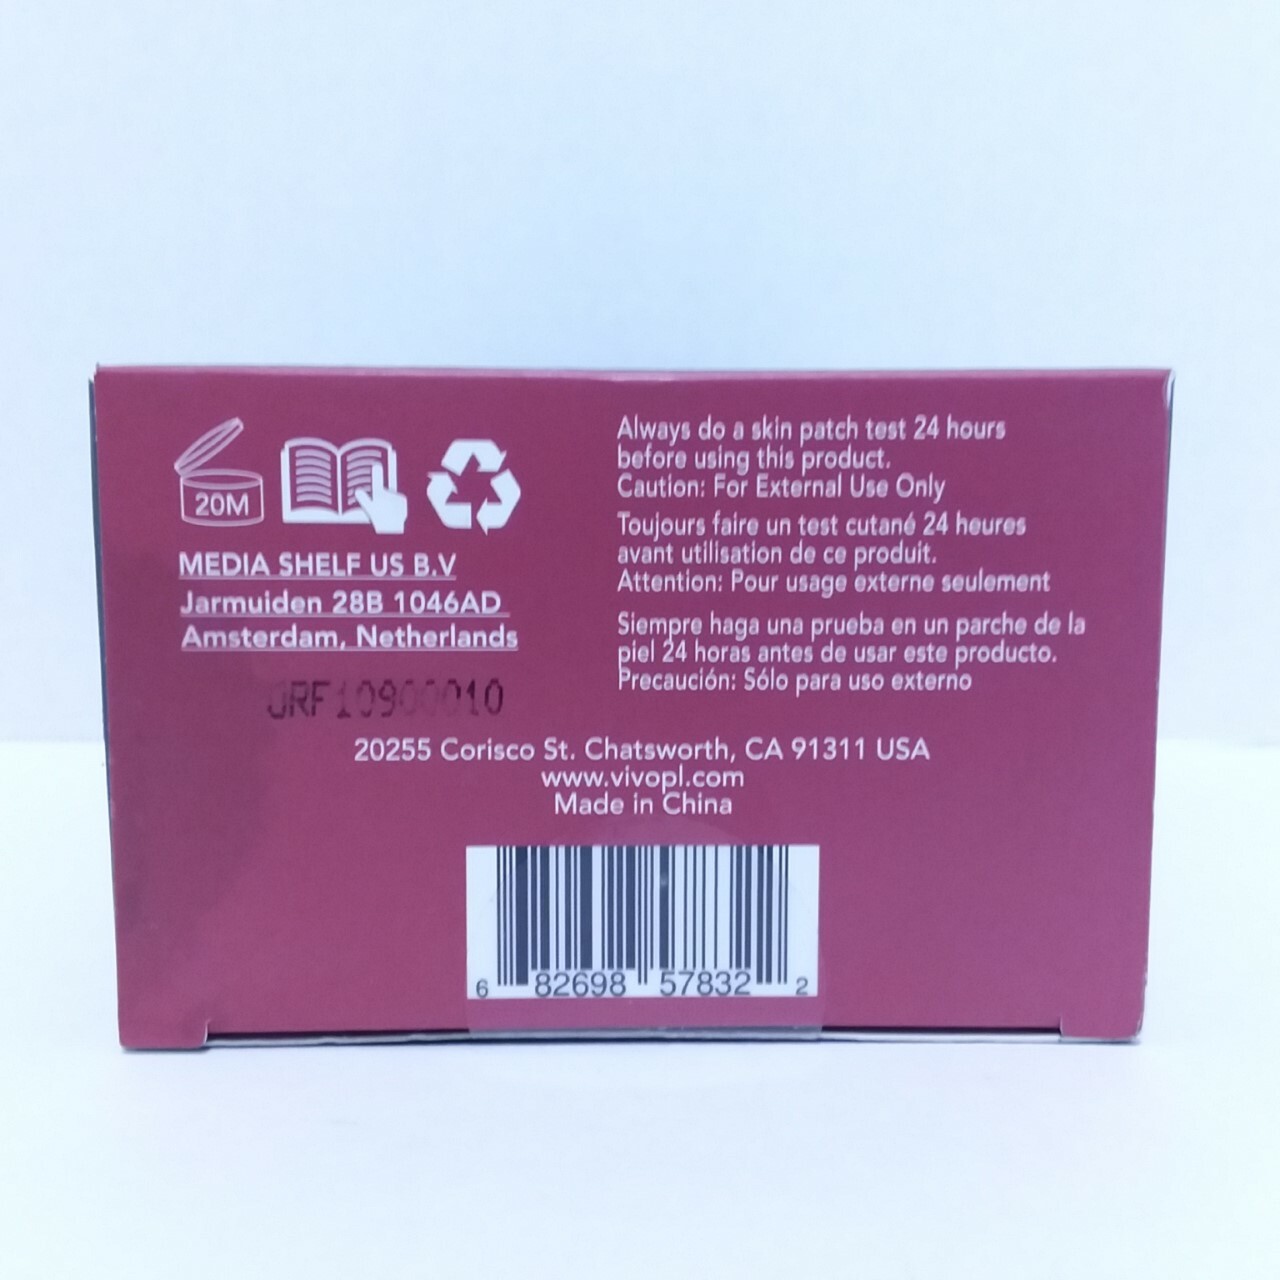 20M
MEDIA SHELF US B.V
Jarmuiden 28B 1046AD
Amsterdam, Netherlands
JRF10900010
Always do a skin patch test 24 hours
before using this product.
Caution: For External Use Only
Toujours faire un test cutané 24 heures
avant utilisation de ce produit.
Attention: Pour usage externe seulement
Siempre haga una prueba en un parche de la
piel 24 horas antes de usar este producto.
Precaución: Sólo para uso externo
20255 Corisco St. Chatsworth, CA 91311 USA
www.vivopl.com
Made in China
6 82698 57832 2